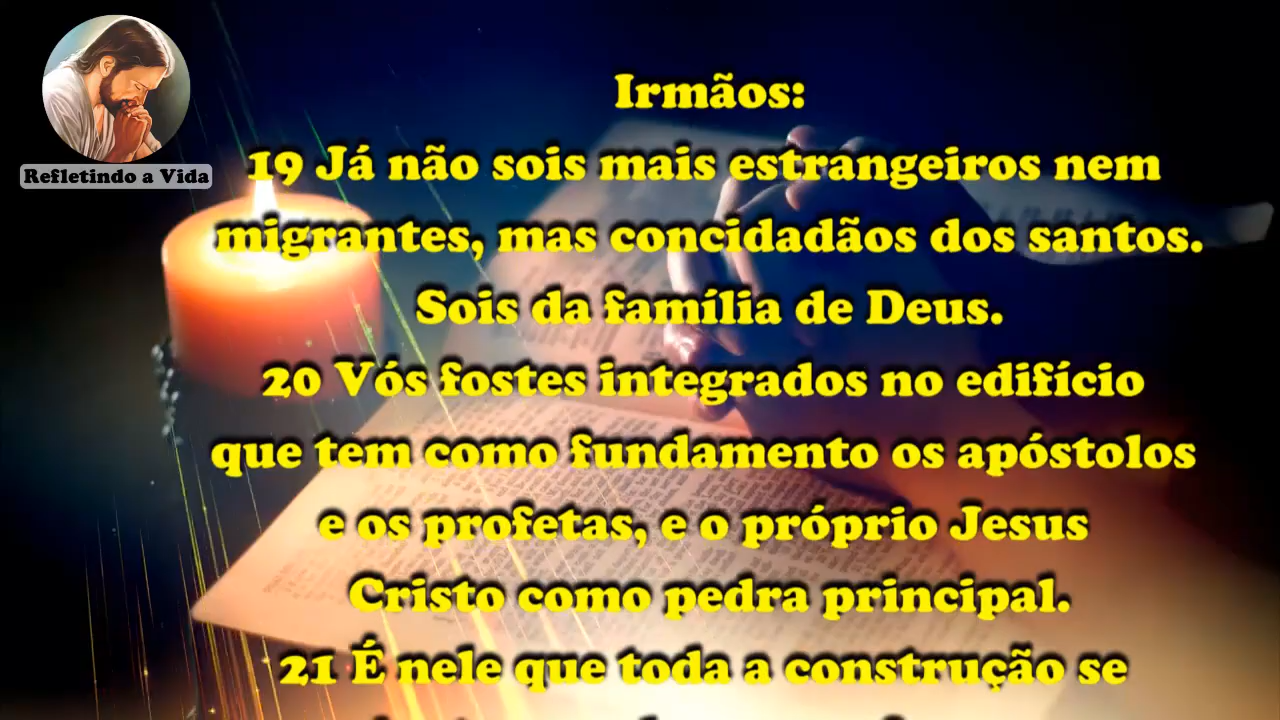 Refletindo a Vida
Irmãos:
19 Já não sois mais estrangeiros nem
migrantes, mas concidadãos dos santos.
Sois da família de Deus.
20 Vós fostes integrados no edifício
que tem como fundamento os apóstolos
e os profetas, e o próprio Jesus
Cristo como pedra principal.
21 É nele que toda a construção se